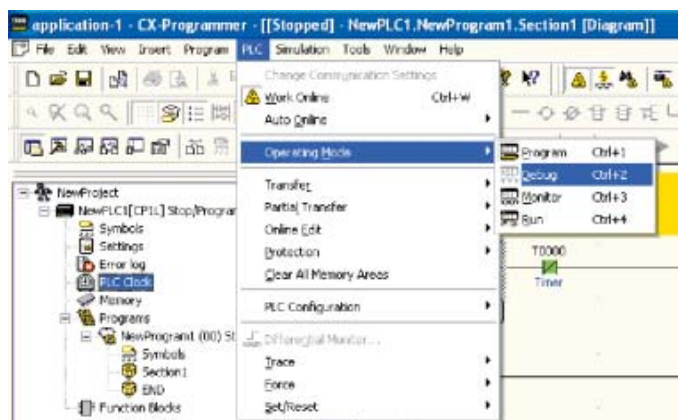 application-1 - CX-Programmer - [[Stopped] - NewPLC1.NewProgram1.Section1 [Diagram]]
File Edit View Insert Program PLC Simulation Tools Window Help
Change Communication Settings
Work Online Ctrl+W
Auto Online
Operating Mode
Program Ctrl+1
Debug Ctrl+2
Monitor Ctrl+3
Run Ctrl+4
Transfer
Partial Transfer
Online Edit
Protection
Clear All Memory Areas
PLC Configuration
Differential Monitor...
Trace
Force
Set/Reset
NewProject
NewPLC1[CP1L] Stop/Progra
Symbols
Settings
Error log
PLC Clock
Memory
Programs
NewProgram1 (00) St
Symbols
Section1
END
Function Blocks
T0000
Timer